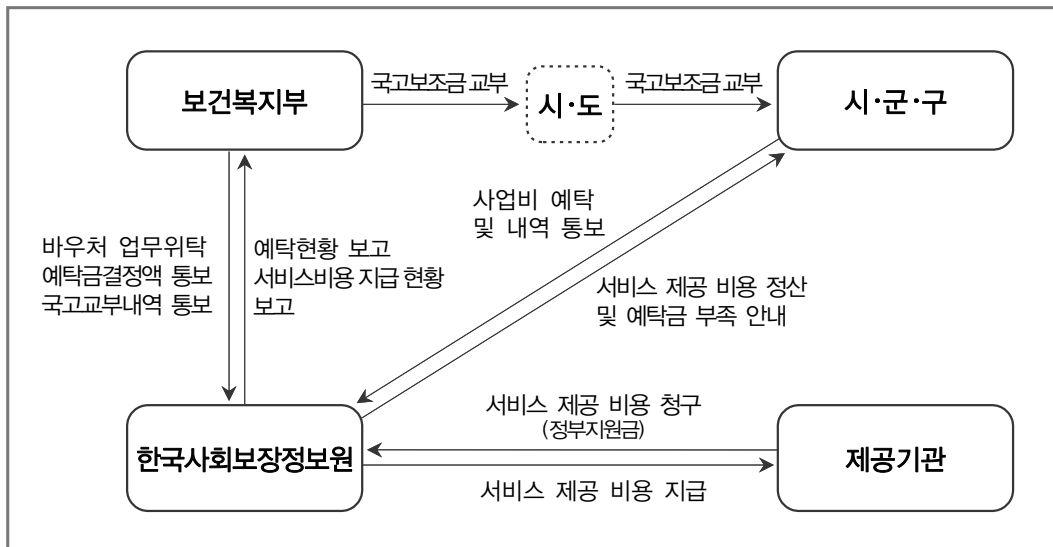 국고보조금 교부
국고보조금 교부
보건복지부
시·도
시·군·구
사업비 예탁
및 내역 통보
바우처 업무위탁
예탁금결정액 통보
국고교부내역 통보
예탁현황 보고
서비스비용 지급 현황
보고
서비스 제공 비용 정산
및 예탁금 부족 안내
서비스 제공 비용 청구
(정부지원금)
한국사회보장정보원
제공기관
서비스 제공 비용 지급